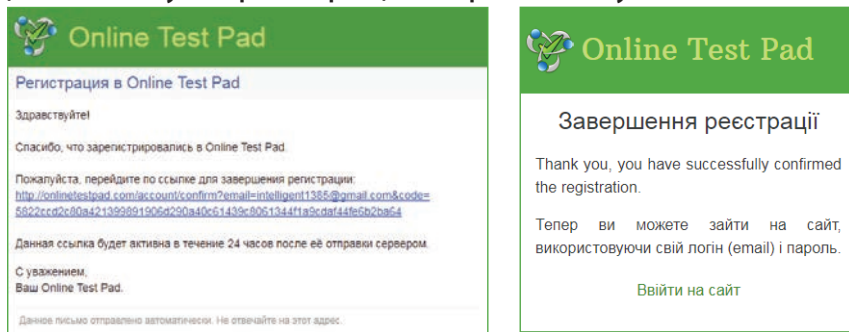 Online Test Pad
Регистрация в Online Test Pad
Здравствуйте!
Спасибо, что зарегистрировались в Online Test Pad.
Пожалуйста, перейдите по ссылке для завершения регистрации:
http://onlinetestpad.com/account/confirm?email=intelligent1385@gmail.com&code=
5822ccd2c80a421399891906d290a40c61439c8061344f1a9cdaf44fe6b2ba64
Данная ссылка будет активна в течение 24 часов после её отправки сервером.
С уважением,
Ваш Online Test Pad.
Данное письмо отправлено автоматически. Не отвечайте на этот адрес.
Online Test Pad
Завершення реєстрації
Thank you, you have successfully confirmed
the registration.
Тепер ви можете зайти на сайт,
використовуючи свій логін (email) і пароль.
Ввійти на сайт